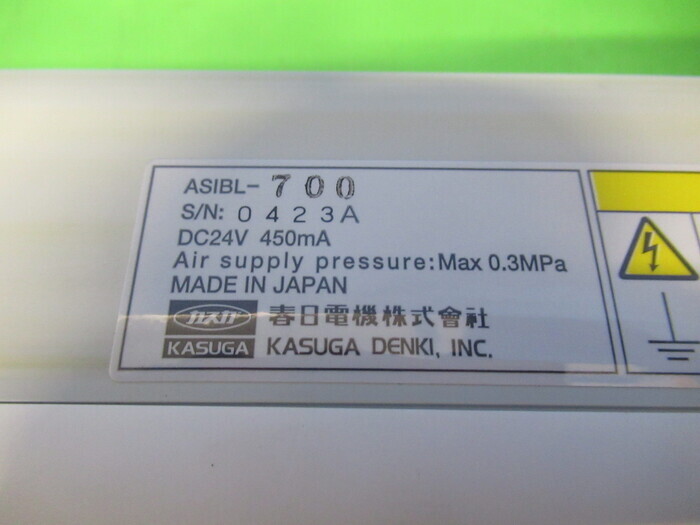 ASIBL-700
S/N: 0423A
DC24V 450mA
Air supply pressure:Max 0.3MPa
MADE IN JAPAN
カスガ 春日電機株式會社
KASUGA KASUGA DENKI, INC.